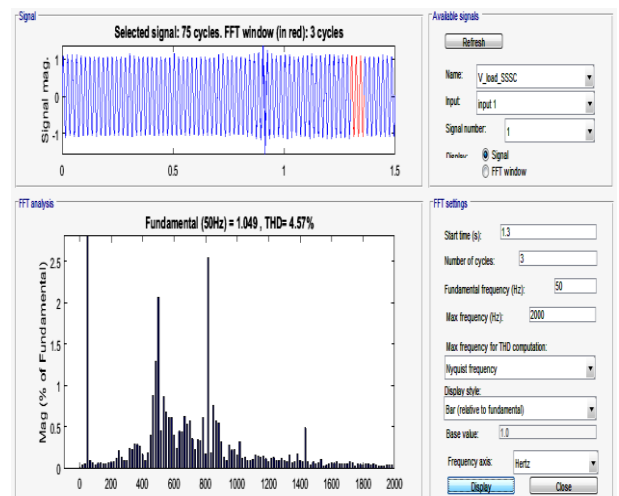 Signal
Selected signal: 75 cycles. FFT window (in red): 3 cycles
Signal mag.
1
0
-1
0 0.5 1 1.5
Available signals
Refresh
Name: V_load_SSSC
Input: input 1
Signal number: 1
Display: Signal
FFT window
FFT analysis
Fundamental (50Hz) = 1.049 , THD= 4.57%
Mag (% of Fundamental)
2.5
2
1.5
1
0.5
0
0 200 400 600 800 1000 1200 1400 1600 1800 2000
FFT settings
Start time (s): 1.3
Number of cycles: 3
Fundamental frequency (Hz): 50
Max frequency (Hz): 2000
Max frequency for THD computation:
Nyquist frequency
Display style:
Bar (relative to fundamental)
Base value: 1.0
Frequency axis: Hertz
Display Close